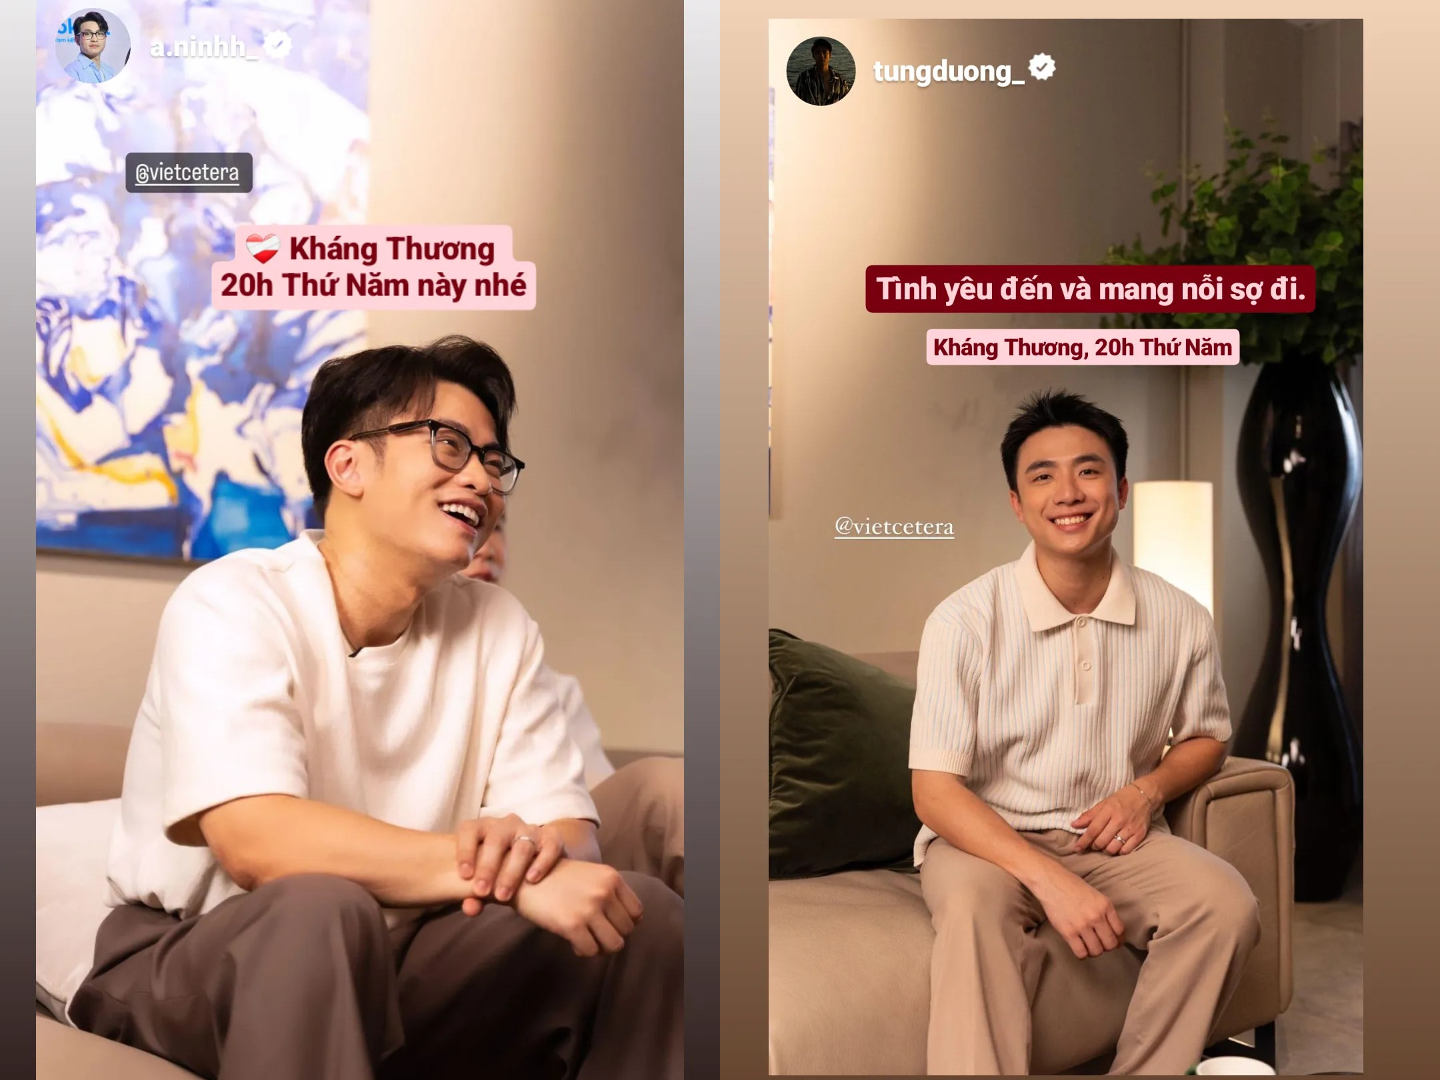 a.ninhh_
@vietcetera
Kháng Thương
20h Thứ Năm này nhé
tungduong_
Tình yêu đến và mang nỗi sợ đi.
Kháng Thương, 20h Thứ Năm
@vietcetera